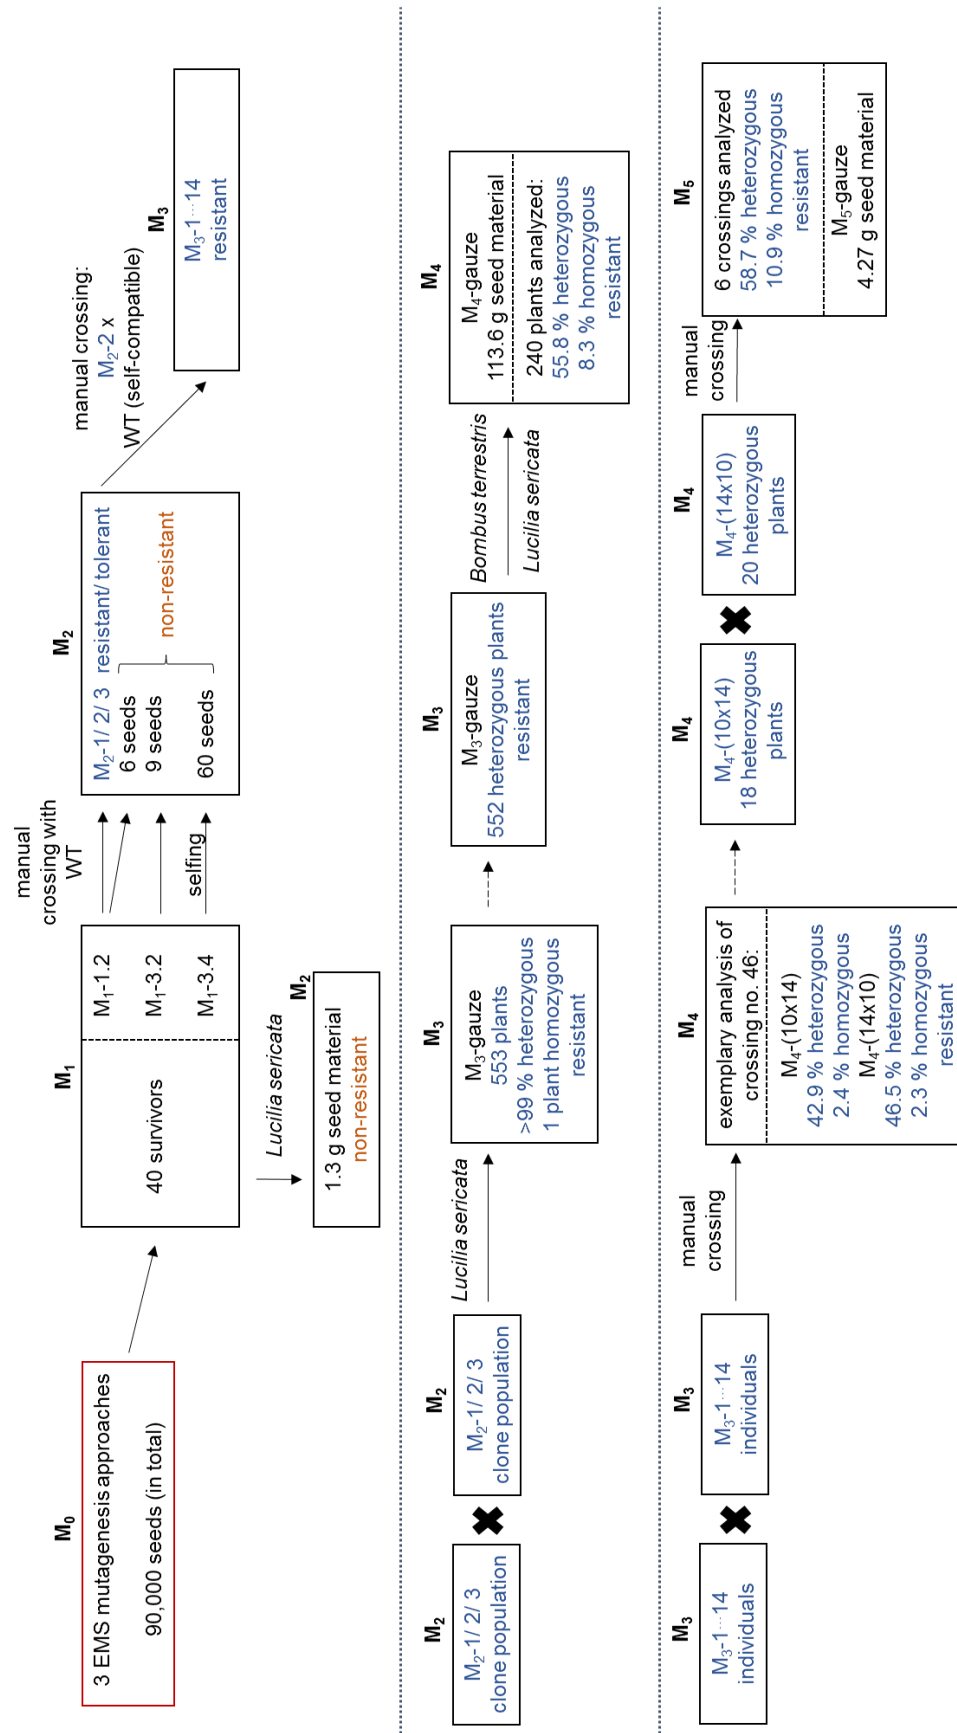 M₀
3 EMS mutagenesis approaches
90,000 seeds (in total)
M₁
40 survivors
M₁-1.2
M₁-3.2
M₁-3.4
Lucilia sericata
M₂
1.3 g seed material
non-resistant
manual
crossing with
WT
selfing
M₂
M₂-1/ 2/ 3 resistant/ tolerant
6 seeds
9 seeds
60 seeds
non-resistant
manual crossing:
M₂-2 x
WT (self-compatible)
M₃
M₃-1···14
resistant
M₂
M₂-1/ 2/ 3
clone population
M₂
M₂-1/ 2/ 3
clone population
Lucilia sericata
M₃
M₃-gauze
553 plants
>99 % heterozygous
1 plant homozygous
resistant
M₃
M₃-gauze
552 heterozygous plants
resistant
Bombus terrestris
Lucilia sericata
M₄
M₄-gauze
113.6 g seed material
240 plants analyzed:
55.8 % heterozygous
8.3 % homozygous
resistant
M₃
M₃-1···14
individuals
M₃
M₃-1···14
individuals
manual
crossing
M₄
exemplary analysis of
crossing no. 46:
M₄-(10x14)
42.9 % heterozygous
2.4 % homozygous
M₄-(14x10)
46.5 % heterozygous
2.3 % homozygous
resistant
M₄
M₄-(10x14)
18 heterozygous
plants
M₄
M₄-(14x10)
20 heterozygous
plants
manual
crossing
M₅
6 crossings analyzed
58.7 % heterozygous
10.9 % homozygous
resistant
M₅-gauze
4.27 g seed material